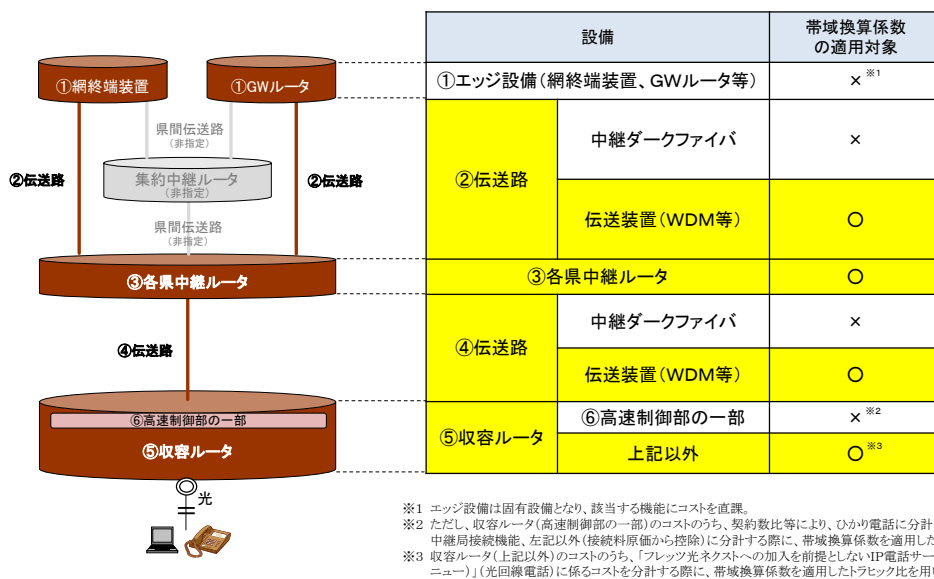 ①網終端装置
①GWルータ
県間伝送路
(非指定)
②伝送路
集約中継ルータ
(非指定)
②伝送路
県間伝送路
(非指定)
③各県中継ルータ
④伝送路
⑥高速制御部の一部
⑤収容ルータ
光
設備
帯域換算係数
の適用対象
①エッジ設備(網終端装置、GWルータ等)
×※1
②伝送路
中継ダークファイバ
×
伝送装置(WDM等)
○
③各県中継ルータ
○
④伝送路
中継ダークファイバ
×
伝送装置(WDM等)
○
⑤収容ルータ
⑥高速制御部の一部
×※2
上記以外
○※3
※1 エッジ設備は固有設備となり、該当する機能にコストを直課。
※2 ただし、収容ルータ(高速制御部の一部)のコストのうち、契約数比等により、ひかり電話に分計
中継局接続機能、左記以外(接続料原価から控除)に分計する際に、帯域換算係数を適用した
※3 収容ルータ(上記以外)のコストのうち、「フレッツ光ネクストへの加入を前提としないIP電話サー
ニュー)」(光回線電話)に係るコストを分計する際に、帯域換算係数を適用したトラヒック比を用い